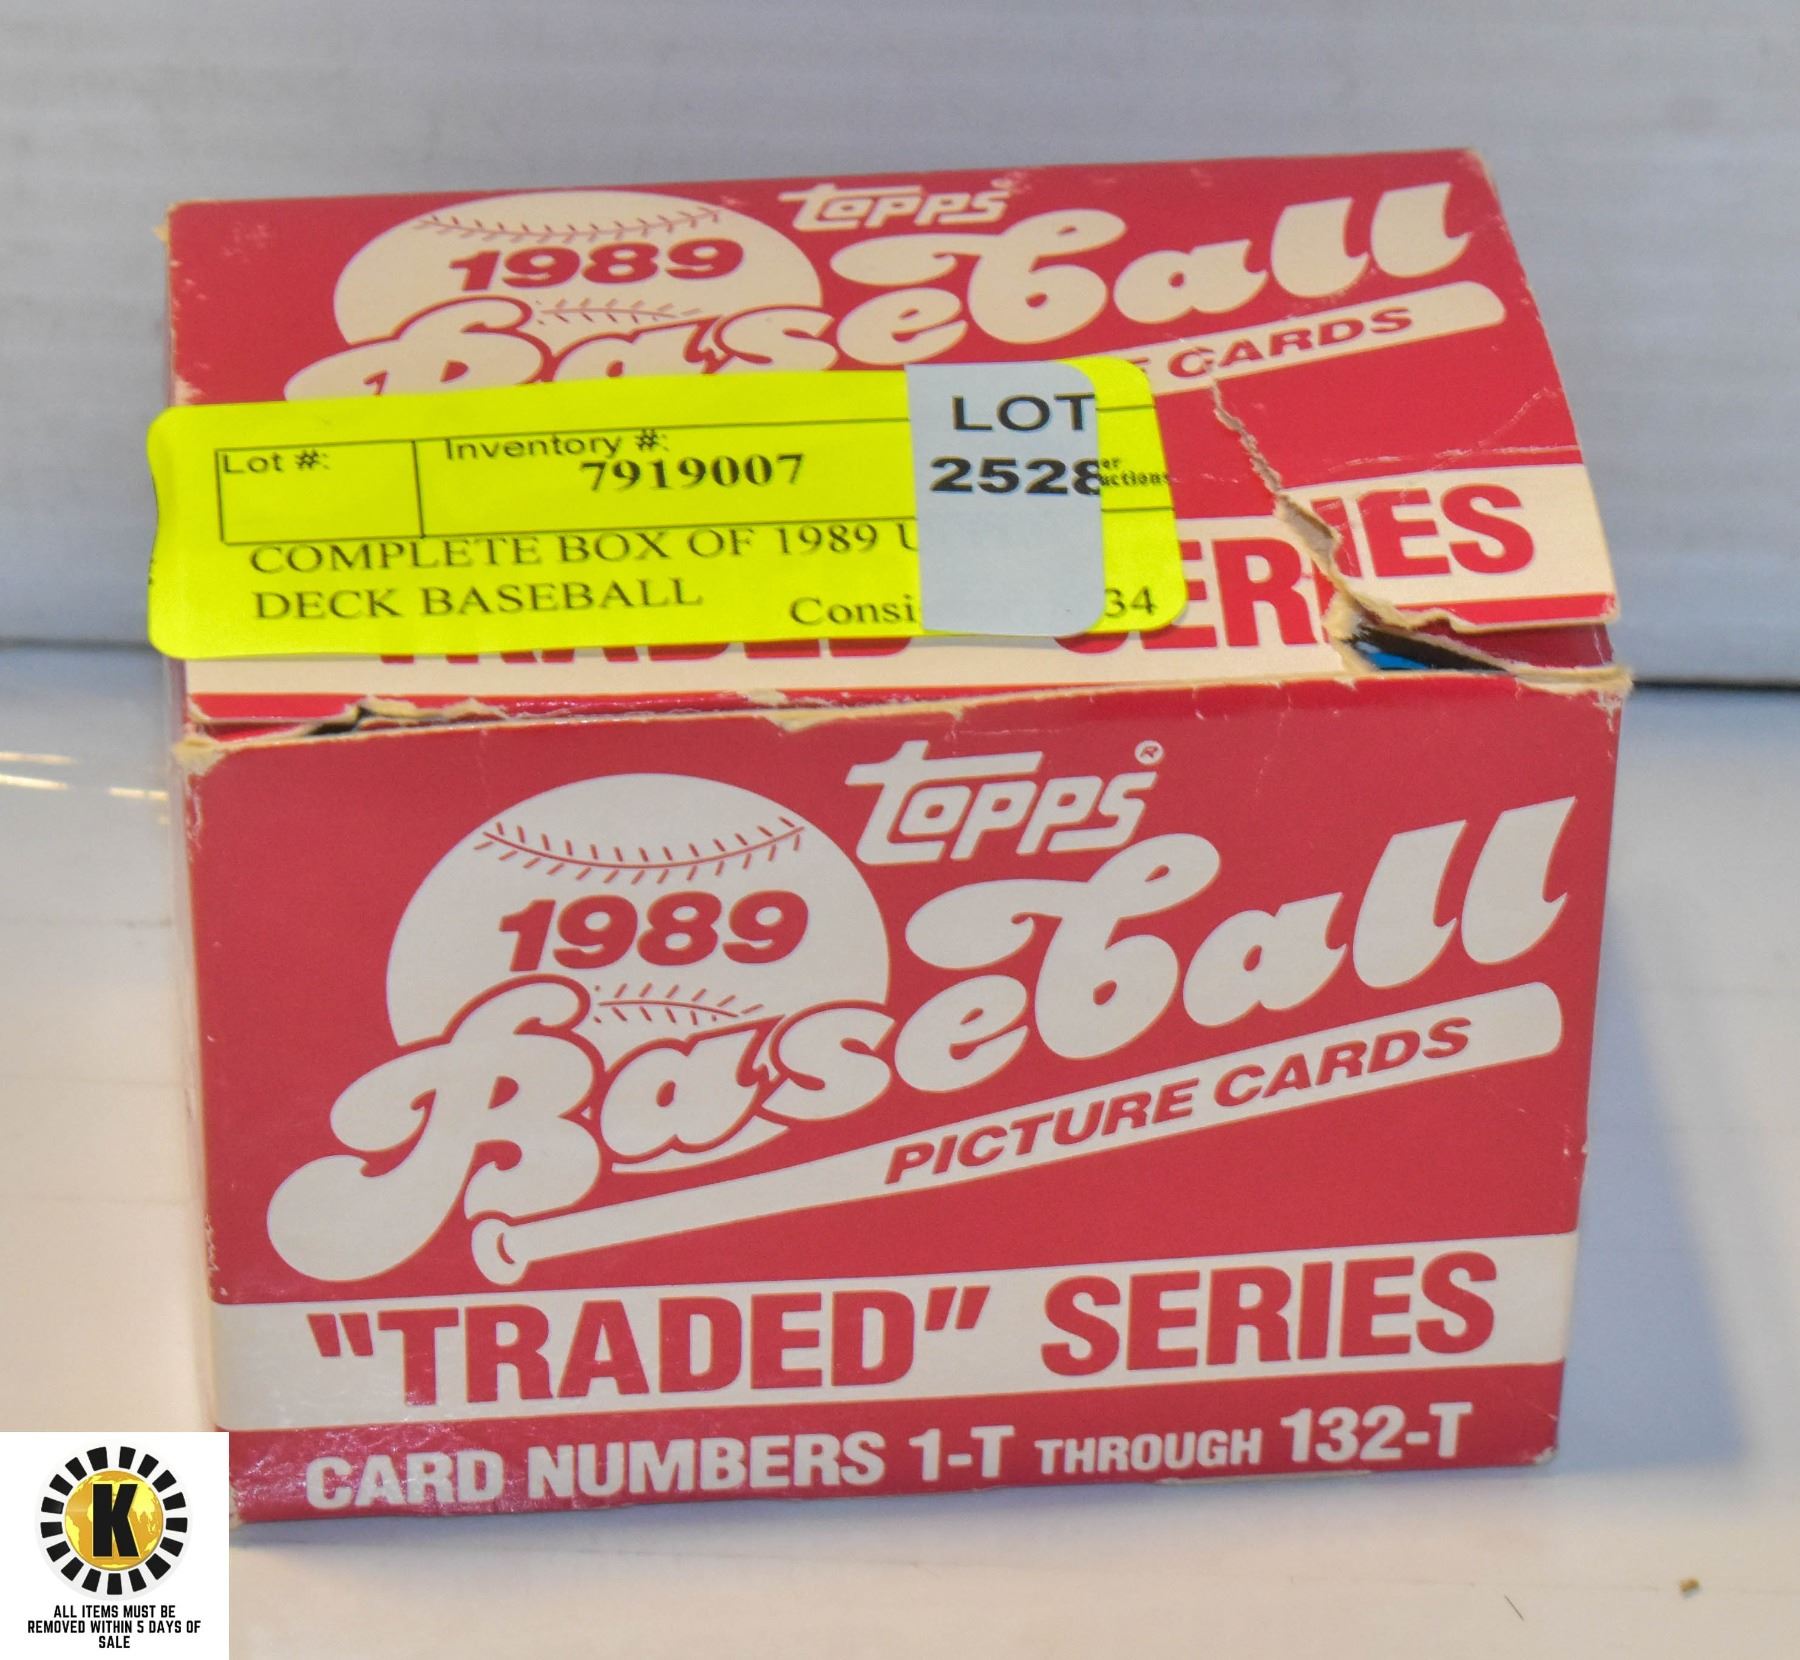 topps
1989
Baseball
CARDS
LOT
2528
Lot #:
Inventory #:
7919007
COMPLETE BOX OF 1989 U
DECK BASEBALL
Consi 34
"TRADED" SERIES
topps®
1989
Baseball
PICTURE CARDS
"TRADED" SERIES
CARD NUMBERS 1-T THROUGH 132-T
K
ALL ITEMS MUST BE
REMOVED WITHIN 5 DAYS OF
SALE